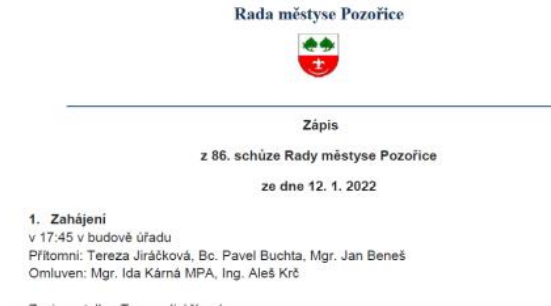 Rada městyse Pozořice
Zápis
z 86. schůze Rady městyse Pozořice
ze dne 12. 1. 2022
1. Zahájení
v 17:45 v budově úřadu
Přítomni: Tereza Jiráčková, Bc. Pavel Buchta, Mgr. Jan Beneš
Omluven: Mgr. Ida Kárná MPA, Ing. Aleš Krč